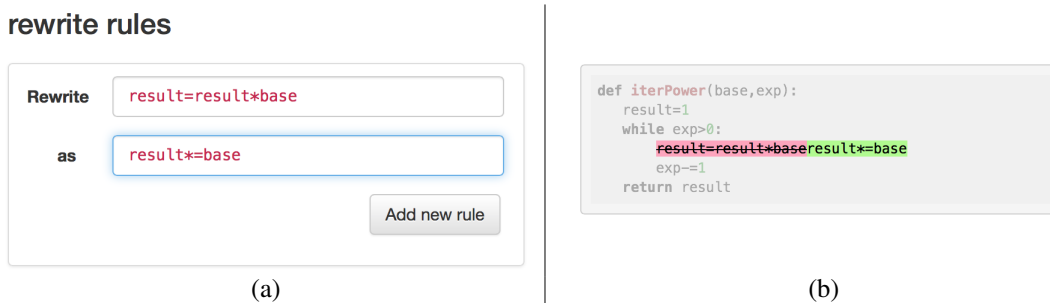 rewrite rules
Rewrite result=result*base
as result*=base
Add new rule
(a)
def iterPower(base,exp):
result=1
while exp>0:
result=result*baseresult*=base
exp-=1
return result
(b)